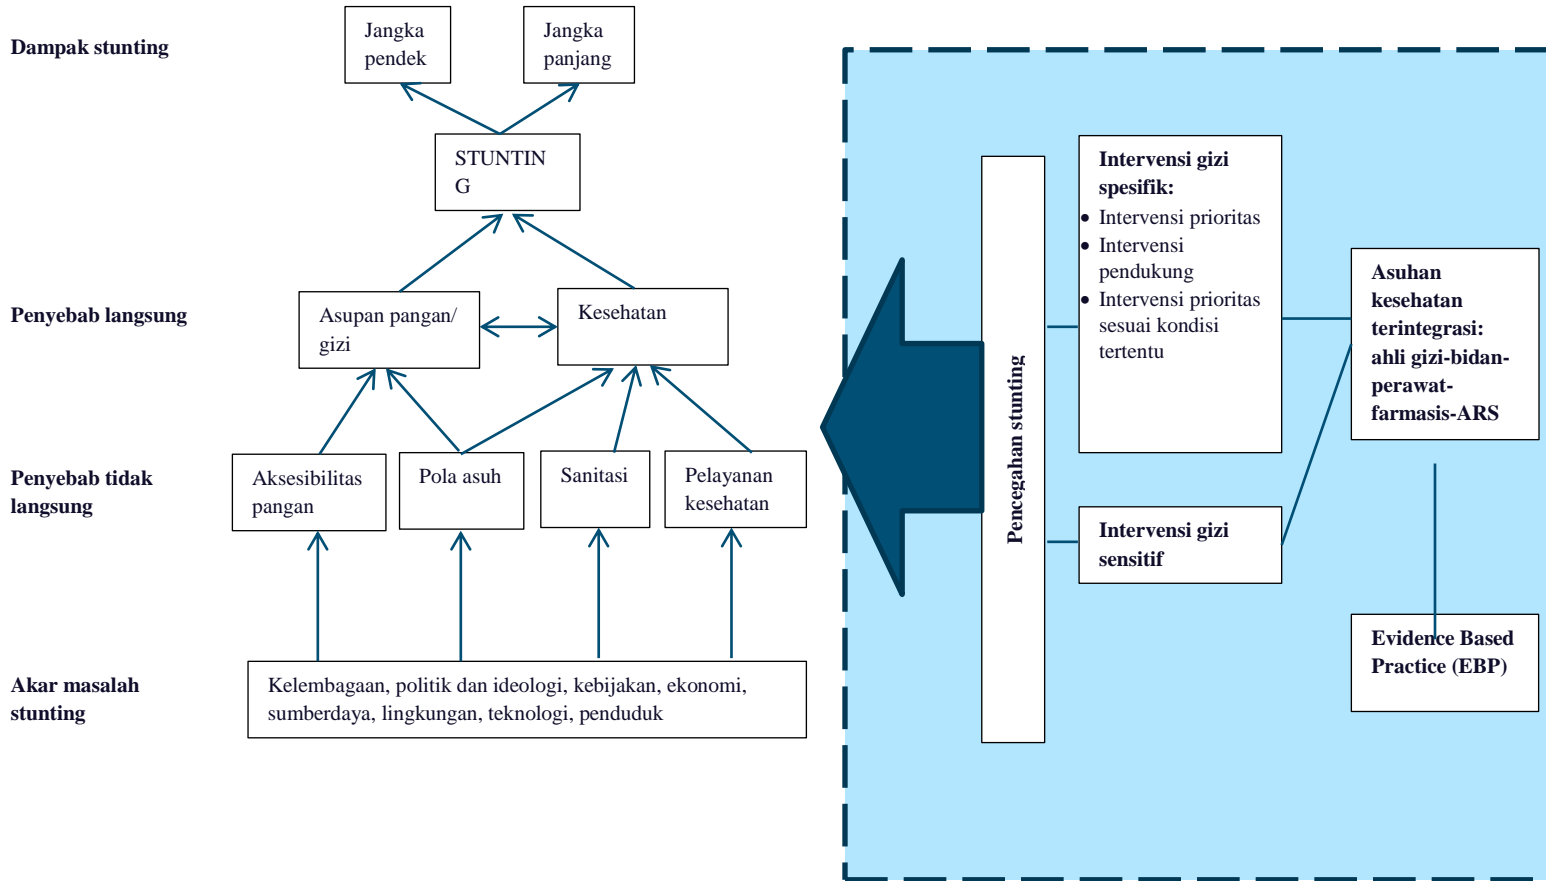 Dampak stunting
Jangka
pendek
Jangka
panjang
STUNTIN
G
Penyebab langsung
Asupan pangan/
gizi
Kesehatan
Penyebab tidak
langsung
Aksesibilitas
pangan
Pola asuh
Sanitasi
Pelayanan
kesehatan
Akar masalah
stunting
Kelembagaan, politik dan ideologi, kebijakan, ekonomi,
sumberdaya, lingkungan, teknologi, penduduk
Pencegahan stunting
Intervensi gizi
spesifik:
• Intervensi prioritas
• Intervensi
pendukung
• Intervensi prioritas
sesuai kondisi
tertentu
Intervensi gizi
sensitif
Asuhan
kesehatan
terintegrasi:
ahli gizi-bidan-
perawat-
farmasis-ARS
Evidence Based
Practice (EBP)